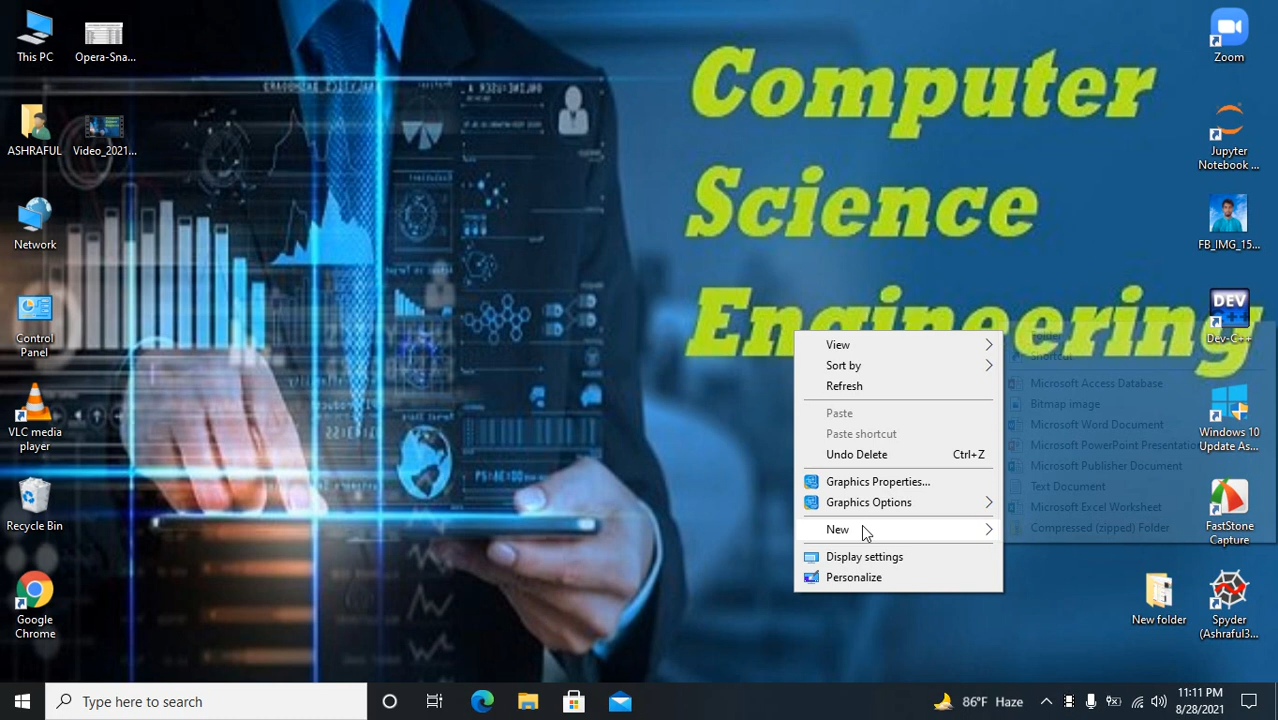 This PC
Opera-Sna...
ASHRAFUL
Video_2021...
Network
Control
Panel
VLC media
player
Recycle Bin
Google
Chrome
Computer
Science
Engineering
Zoom
Jupyter
Notebook ...
FB_IMG_15...
DEV
C++
Dev-C++
Windows 10
Update As...
FastStone
Capture
New folder
Spyder
(Ashraful3...
View
Sort by
Refresh
Paste
Paste shortcut
Undo Delete Ctrl+Z
Graphics Properties...
Graphics Options
New
Display settings
Personalize
Folder
Shortcut
Microsoft Access Database
Bitmap image
Microsoft Word Document
Microsoft PowerPoint Presentation
Microsoft Publisher Document
Text Document
Microsoft Excel Worksheet
Compressed (zipped) Folder
Type here to search
86°F Haze
11:11 PM
8/28/2021